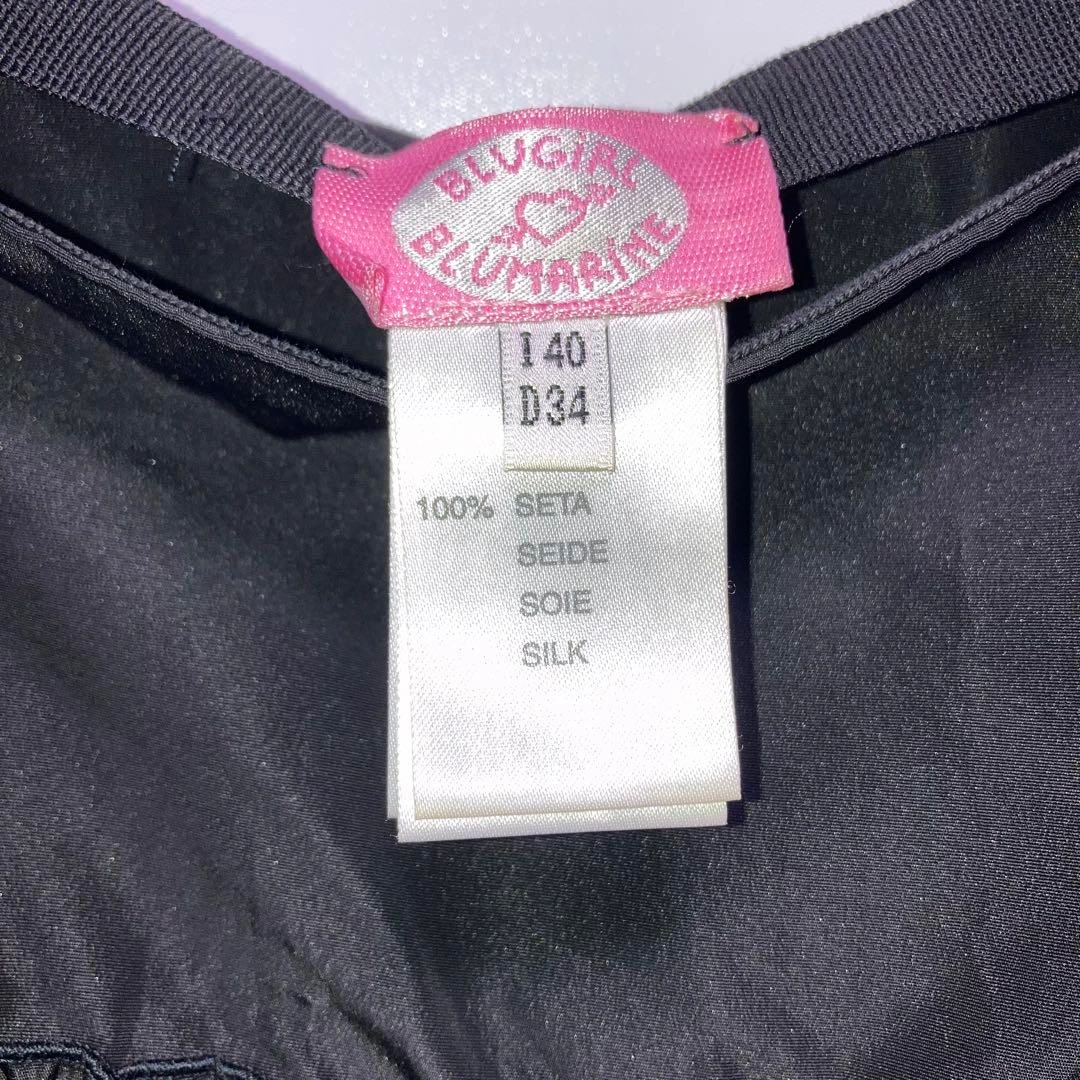 BLUGiRL
BLUMARiNE
I 40
D34
100% SETA
SEIDE
SOIE
SILK